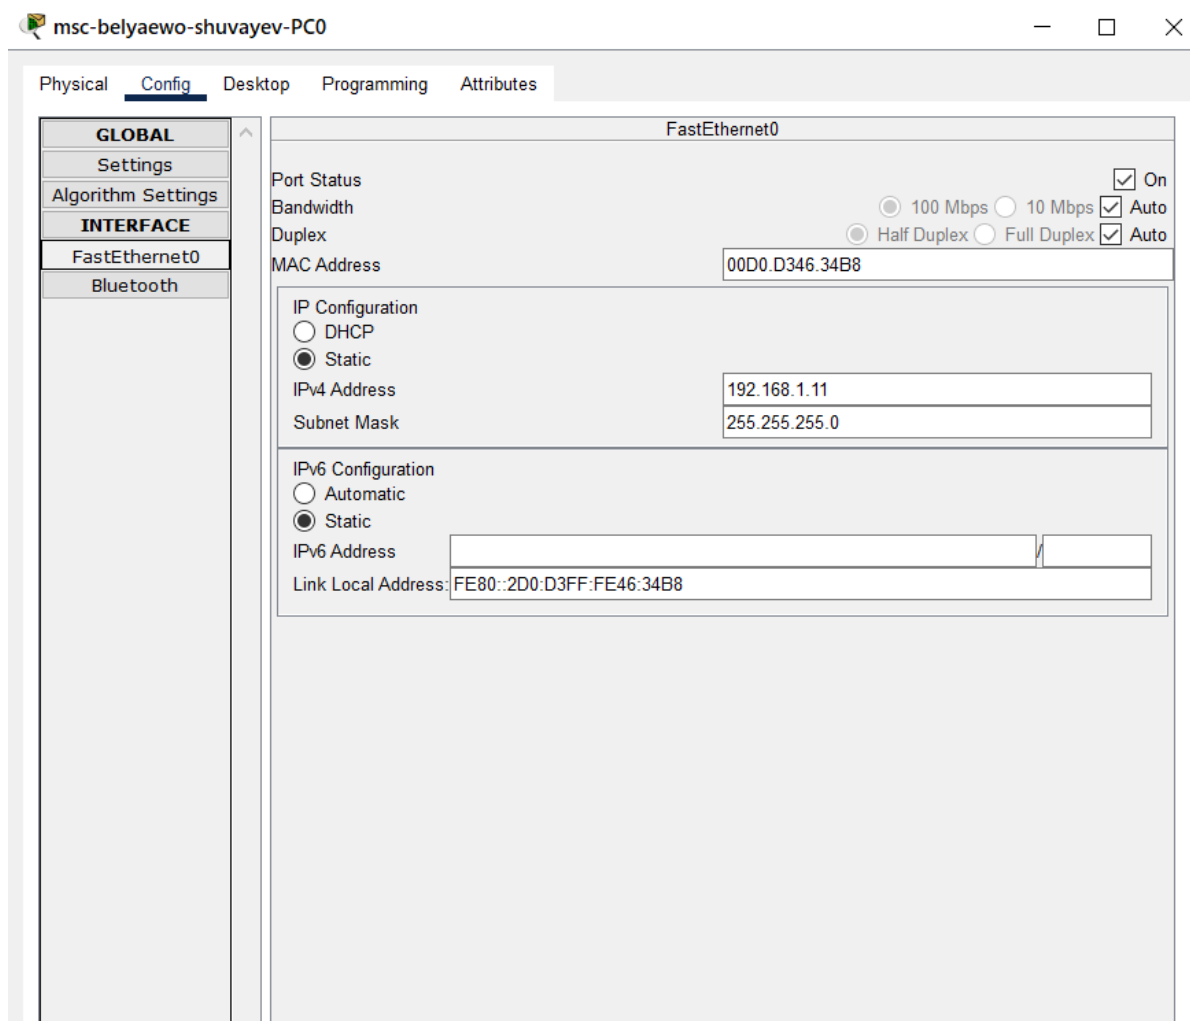 msc-belyaewo-shuvayev-PC0
Physical Config Desktop Programming Attributes
GLOBAL
Settings
Algorithm Settings
INTERFACE
FastEthernet0
Bluetooth
FastEthernet0
Port Status On
Bandwidth 100 Mbps 10 Mbps Auto
Duplex Half Duplex Full Duplex Auto
MAC Address 00D0.D346.34B8
IP Configuration
DHCP
Static
IPv4 Address 192.168.1.11
Subnet Mask 255.255.255.0
IPv6 Configuration
Automatic
Static
IPv6 Address /
Link Local Address: FE80::2D0:D3FF:FE46:34B8